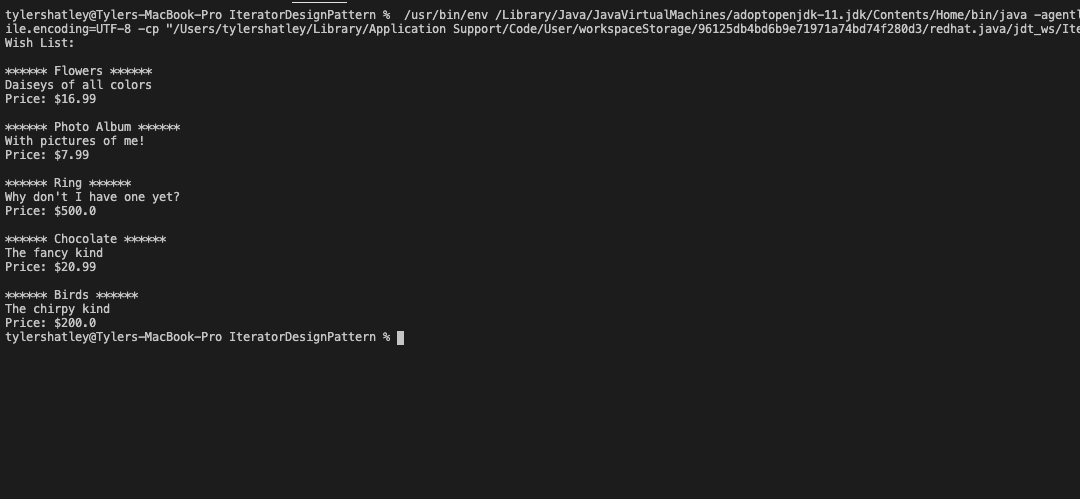 tylershatley@Tylers-MacBook-Pro IteratorDesignPattern %  /usr/bin/env /Library/Java/JavaVirtualMachines/adoptopenjdk-11.jdk/Contents/Home/bin/java -agentl
ile.encoding=UTF-8 -cp "/Users/tylershatley/Library/Application Support/Code/User/workspaceStorage/96125db4bd6b9e71971a74bd74f280d3/redhat.java/jdt_ws/Ite
Wish List:
****** Flowers ******
Daiseys of all colors
Price: $16.99
****** Photo Album ******
With pictures of me!
Price: $7.99
****** Ring ******
Why don't I have one yet?
Price: $500.0
****** Chocolate ******
The fancy kind
Price: $20.99
****** Birds ******
The chirpy kind
Price: $200.0
tylershatley@Tylers-MacBook-Pro IteratorDesignPattern %